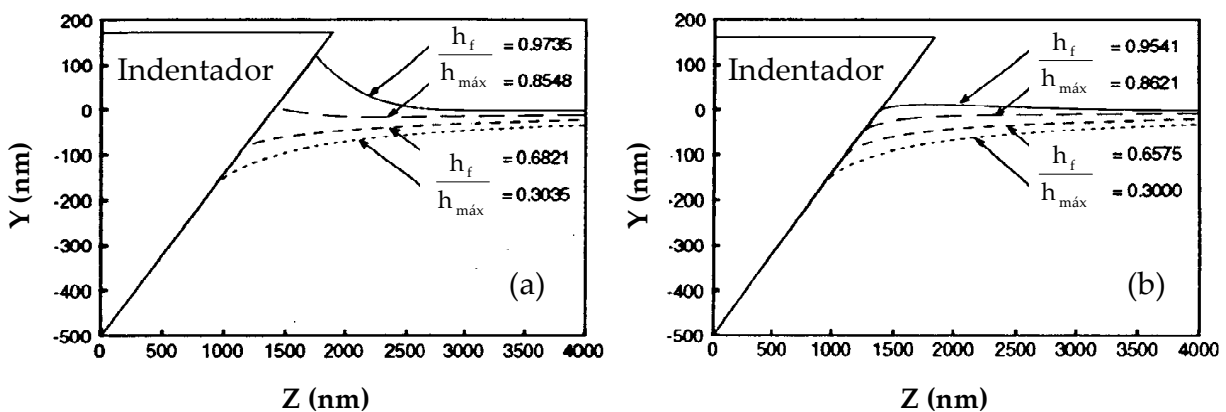 200
100
0
-100
-200
-300
-400
-500
Y (nm)
Indentador
h_f
h_máx
= 0.9735
= 0.8548
h_f
h_máx
= 0.6821
= 0.3035
(a)
0 500 1000 1500 2000 2500 3000 3500 4000
Z (nm)
200
100
0
-100
-200
-300
-400
-500
Y (nm)
Indentador
h_f
h_máx
= 0.9541
= 0.8621
h_f
h_máx
= 0.6575
= 0.3000
(b)
0 500 1000 1500 2000 2500 3000 3500 4000
Z (nm)